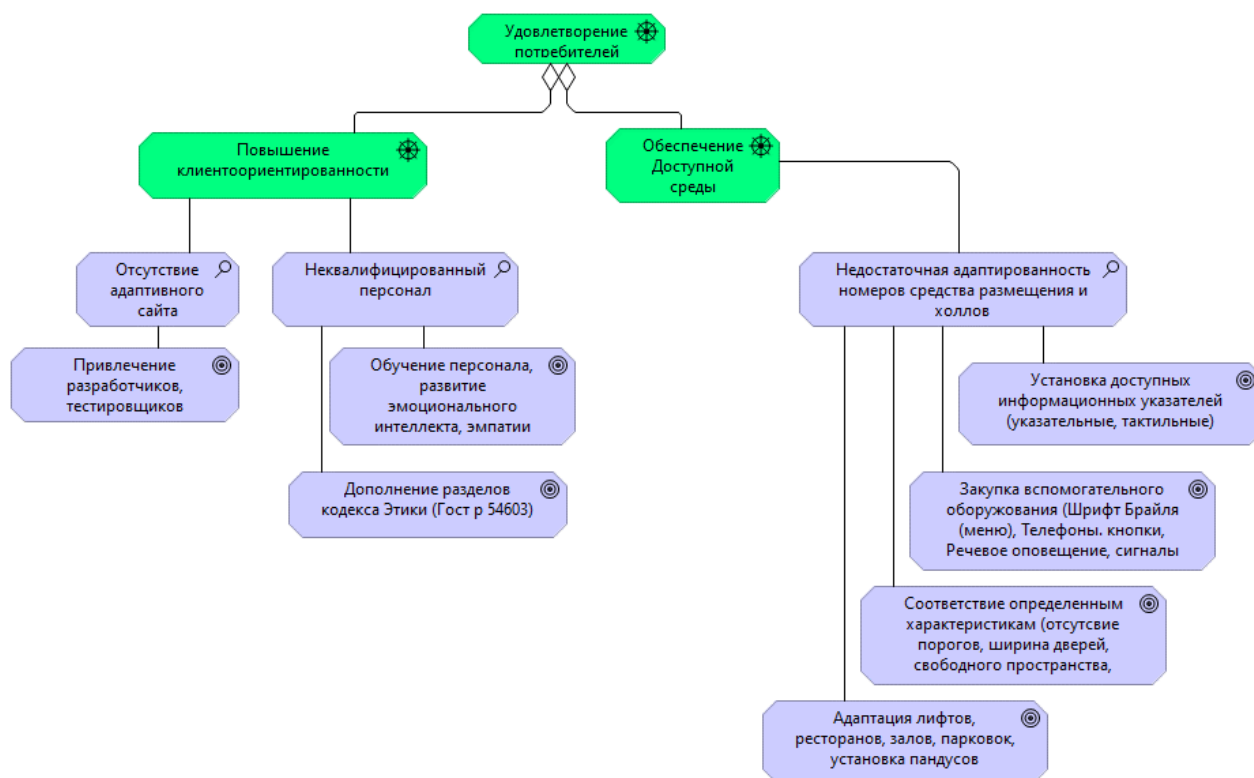 Удовлетворение
потребителей
Повышение
клиентоориентированности
Обеспечение
Доступной
среды
Отсутствие
адаптивного
сайта
Неквалифицированный
персонал
Недостаточная адаптированность
номеров средства размещения и
холлов
Привлечение
разработчиков,
тестировщиков
Обучение персонала,
развитие
эмоционального
интеллекта, эмпатии
Установка доступных
информационных указателей
(указательные, тактильные)
Дополнение разделов
кодекса Этики (Гост р 54603)
Закупка вспомогательного
оборужования (Шрифт Брайля
(меню), Телефоны. кнопки,
Речевое оповещение, сигналы
Соответствие определенным
характеристикам (отсутсвие
порогов, ширина дверей,
свободного пространства,
Адаптация лифтов,
ресторанов, залов, парковок,
установка пандусов